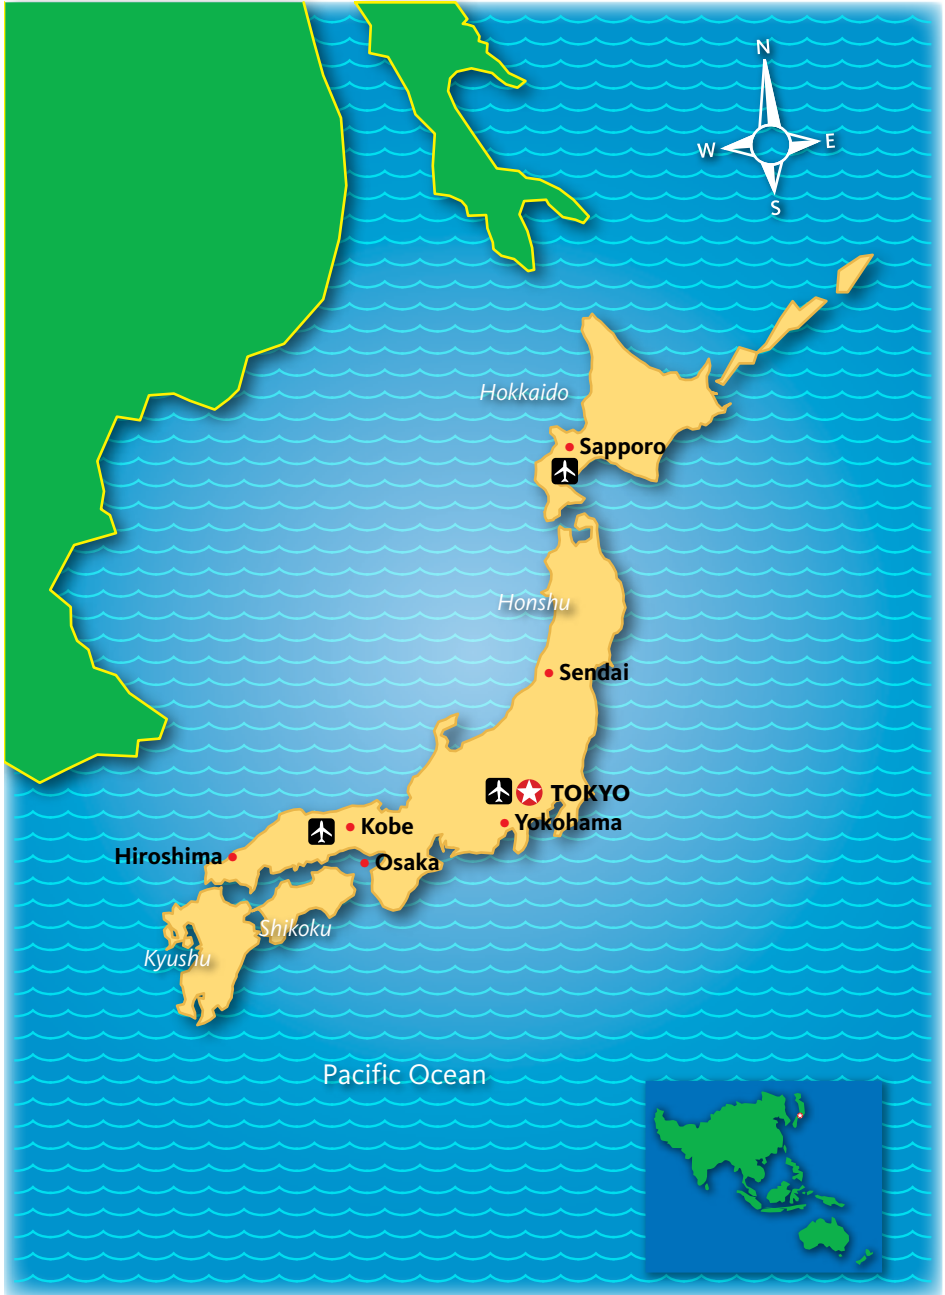 N
W
E
S
Hokkaido
Sapporo
Honshu
Sendai
TOKYO
Yokohama
Kobe
Hiroshima
Osaka
Shikoku
Kyushu
Pacific Ocean